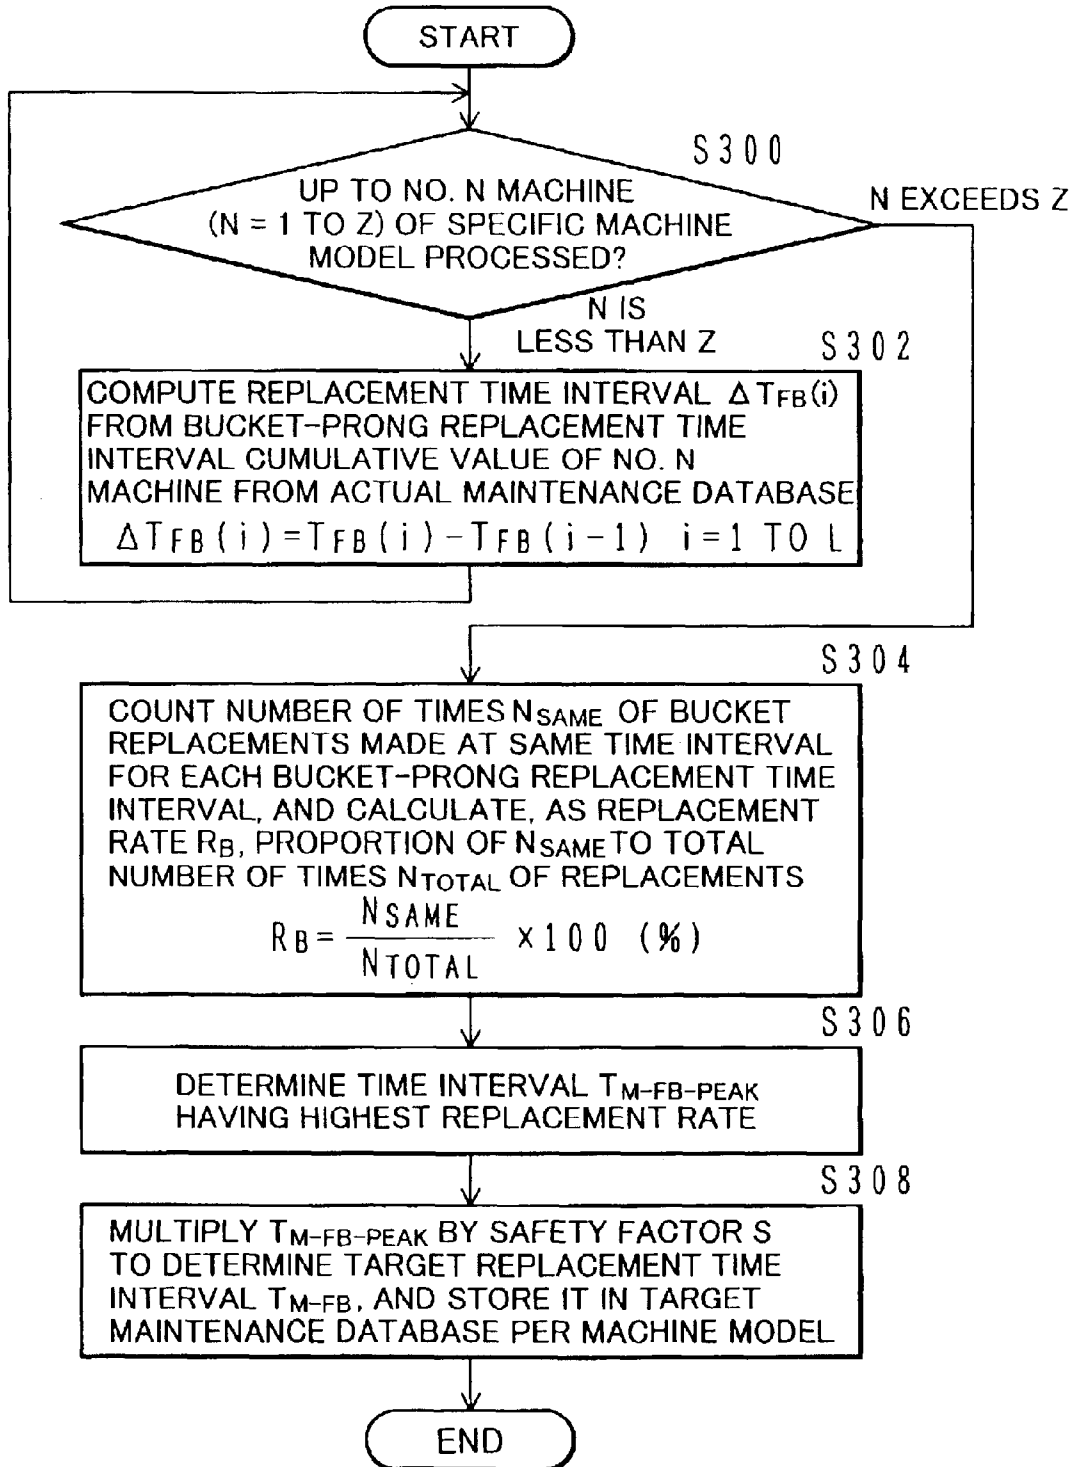 START
S300
UP TO NO. N MACHINE
(N = 1 TO Z) OF SPECIFIC MACHINE
MODEL PROCESSED?
N EXCEEDS Z
N IS
LESS THAN Z
S302
COMPUTE REPLACEMENT TIME INTERVAL ΔTFB(i)
FROM BUCKET-PRONG REPLACEMENT TIME
INTERVAL CUMULATIVE VALUE OF NO. N
MACHINE FROM ACTUAL MAINTENANCE DATABASE
ΔTFB(i)=TFB(i)-TFB(i-1) i=1 TO L
S304
COUNT NUMBER OF TIMES NSAME OF BUCKET
REPLACEMENTS MADE AT SAME TIME INTERVAL
FOR EACH BUCKET-PRONG REPLACEMENT TIME
INTERVAL, AND CALCULATE, AS REPLACEMENT
RATE RB, PROPORTION OF NSAME TO TOTAL
NUMBER OF TIMES NTOTAL OF REPLACEMENTS
RB= NSAME / NTOTAL ×100 (%)
S306
DETERMINE TIME INTERVAL TM-FB-PEAK
HAVING HIGHEST REPLACEMENT RATE
S308
MULTIPLY TM-FB-PEAK BY SAFETY FACTOR S
TO DETERMINE TARGET REPLACEMENT TIME
INTERVAL TM-FB, AND STORE IT IN TARGET
MAINTENANCE DATABASE PER MACHINE MODEL
END